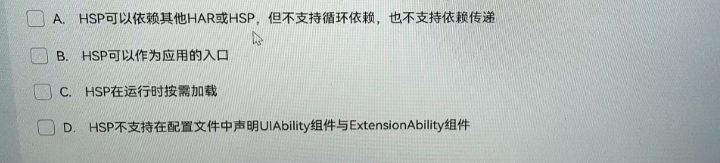 A. HSP可以依赖其他HAR或HSP，但不支持循环依赖，也不支持依赖传递
B. HSP可以作为应用的入口
C. HSP在运行时按需加载
D. HSP不支持在配置文件中声明UIAbility组件与ExtensionAbility组件